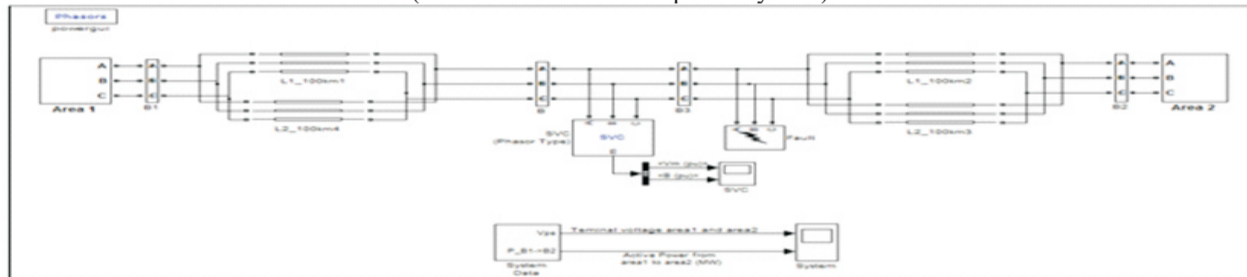 Phasors
powergui
A
B
C
Area 1
A
B
C
B1
L1_100km1
L2_100km4
A
B
C
B
A
B
C
B3
SVC
(Phasor Type)
SVC
A
B
C
Fault
<Vm (pu)>
<B (pu)>
SVC
L1_100km2
L2_100km3
A
B
C
B2
A
B
C
Area 2
Vps
P_B1->B2
System
Data
Terminal voltage area1 and area2
Active Power from
area1 to area2 (MW)
System